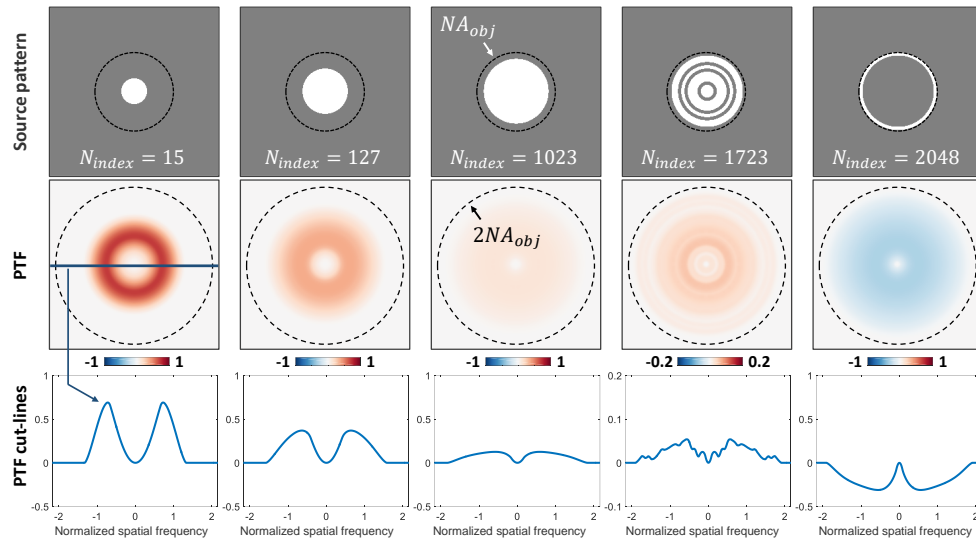 Source pattern
NA_obj
N_index = 15
N_index = 127
N_index = 1023
N_index = 1723
N_index = 2048
PTF
2NA_obj
-1 1
-1 1
-1 1
-0.2 0.2
-1 1
PTF cut-lines
1
0.5
0
-0.5
-2 -1 0 1 2
Normalized spatial frequency
1
0.5
0
-0.5
-2 -1 0 1 2
Normalized spatial frequency
1
0.5
0
-0.5
-2 -1 0 1 2
Normalized spatial frequency
0.2
0.1
0
0.1
-2 -1 0 1 2
Normalized spatial frequency
1
0.5
0
-0.5
-2 -1 0 1 2
Normalized spatial frequency